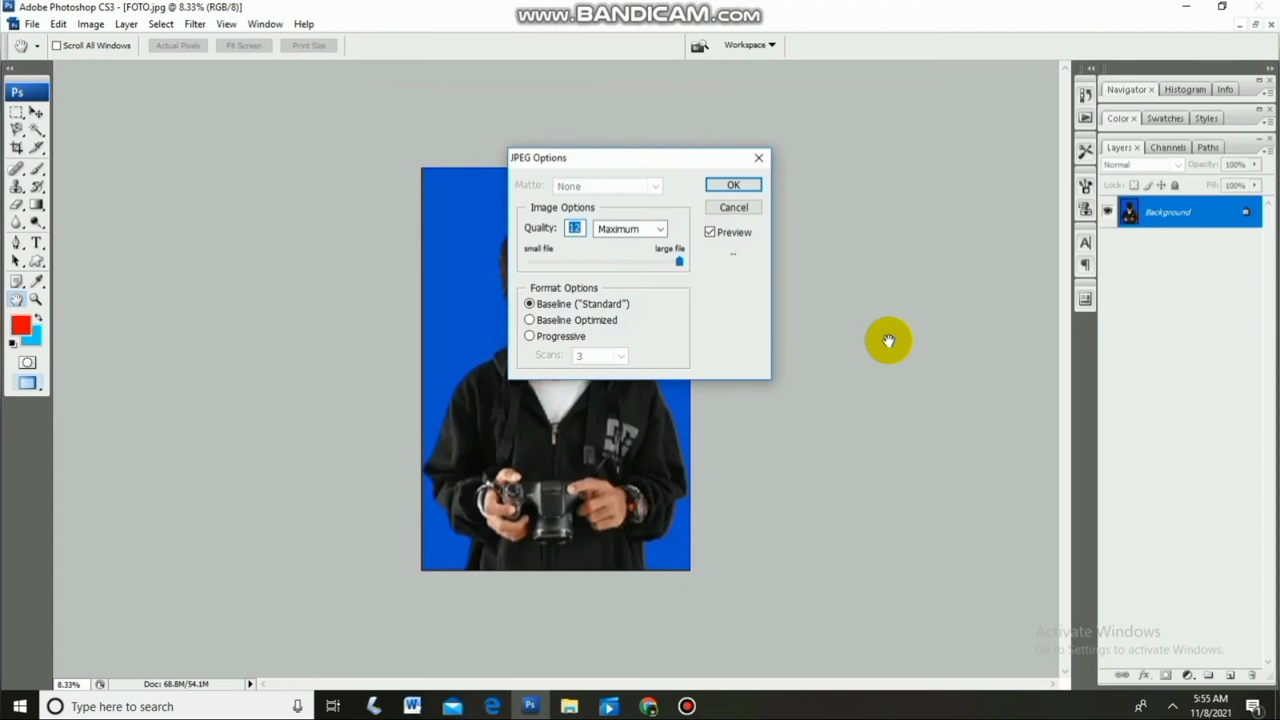 Adobe Photoshop CS3 - [FOTO.jpg @ 8.33% (RGB/8)]
www.BANDICAM.com
File Edit Image Layer Select Filter View Window Help
Scroll All Windows Actual Pixels Fit Screen Print Size Workspace
Ps
Navigator Histogram Info
Color Swatches Styles
Layers Channels Paths
Normal Opacity: 100%
Lock: Fill: 100%
Background
JPEG Options
Matte: None
OK
Image Options
Cancel
Quality: 12 Maximum
Preview
small file large file
--
Format Options
Baseline ("Standard")
Baseline Optimized
Progressive
Scans: 3
Activate Windows
Go to Settings to activate Windows.
8.33% Doc: 68.8M/54.1M
Type here to search
5:55 AM
11/8/2021